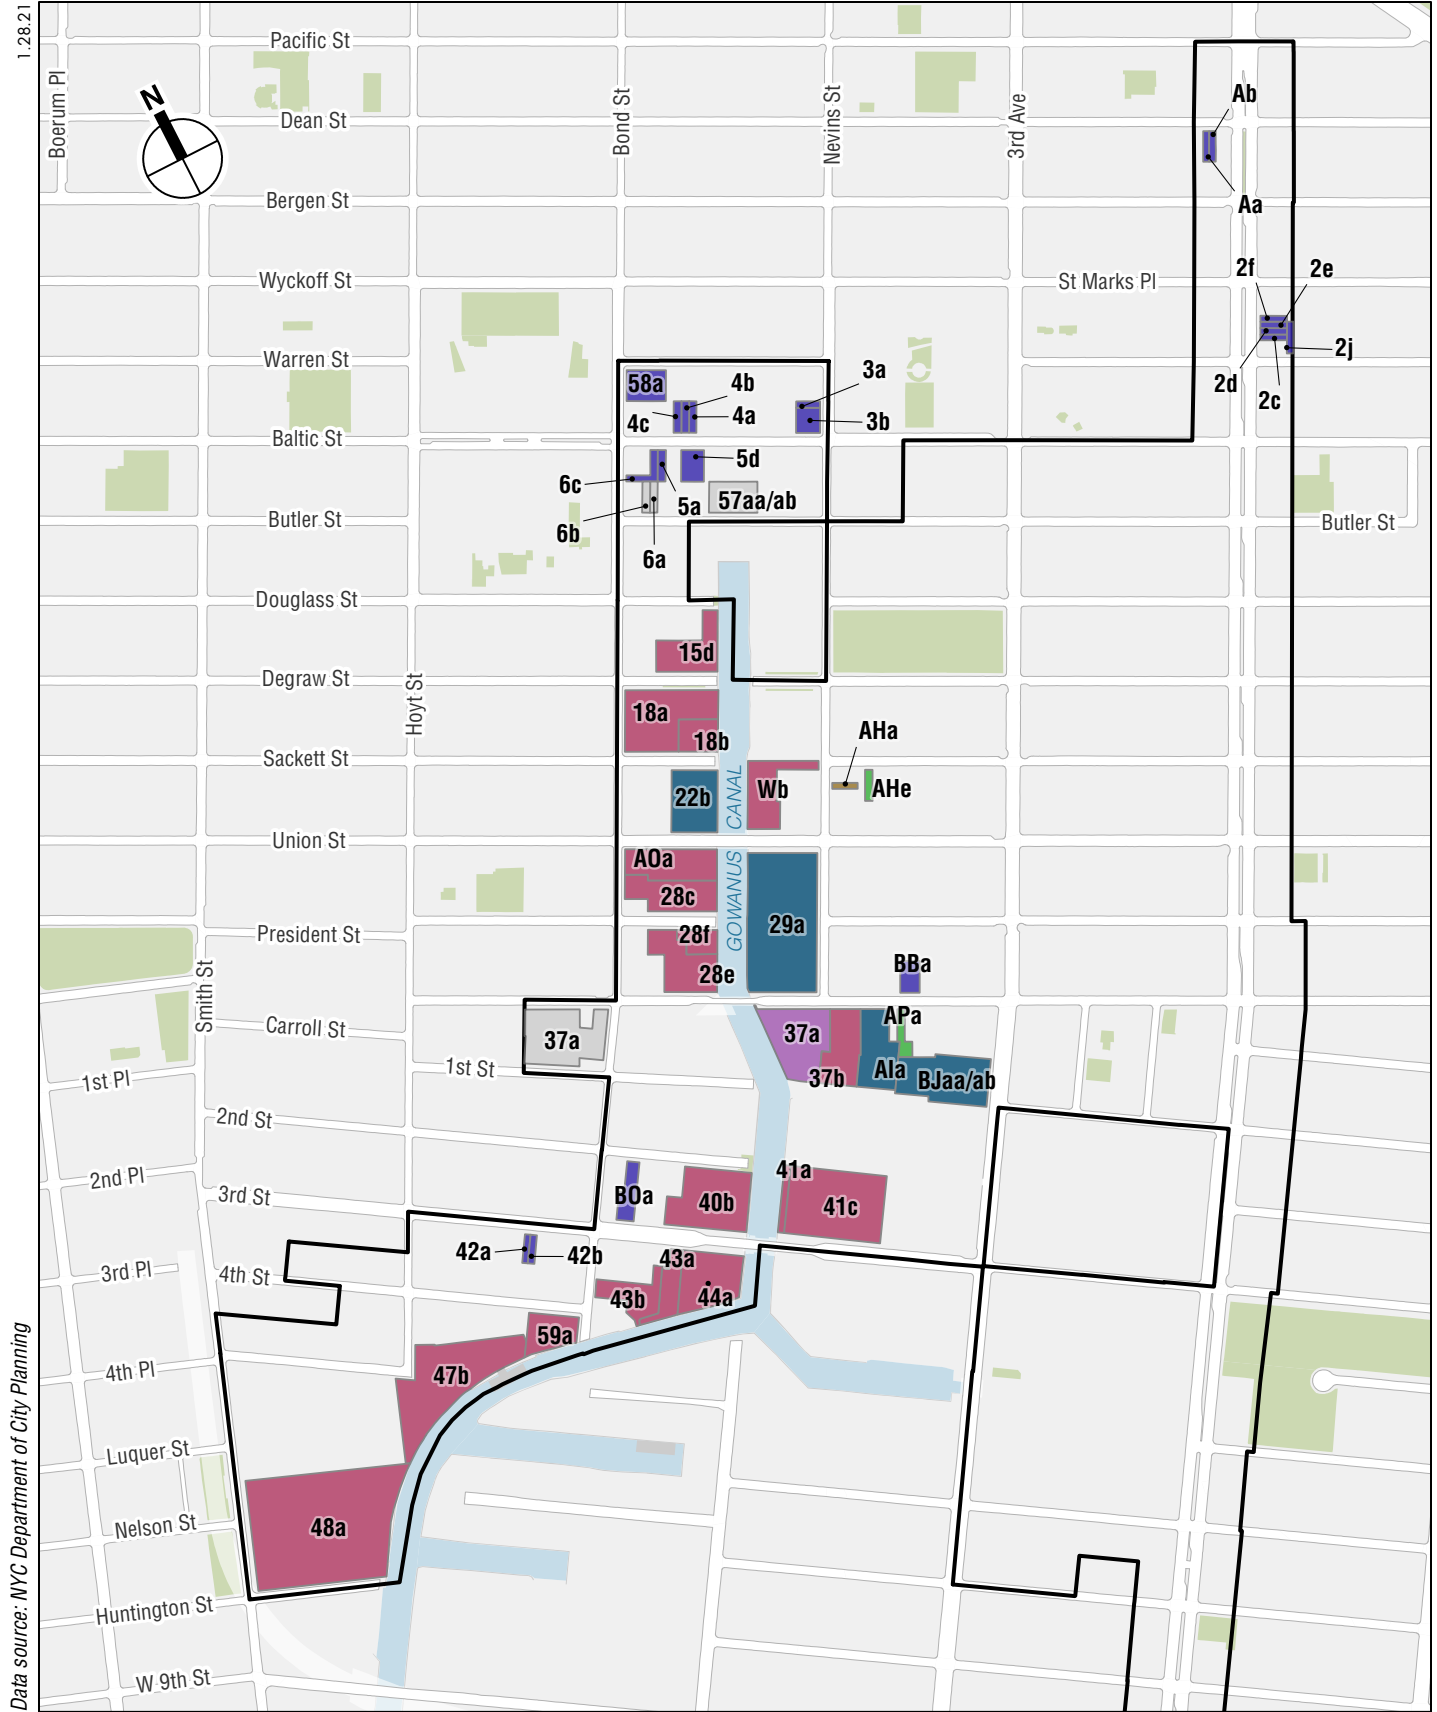 1.28.21
Pacific St
Boerum Pl
N
Dean St
Bond St
Nevins St
3rd Ave
Ab
Aa
Bergen St
Wyckoff St
St Marks Pl
2f
2e
2j
2d
2c
Warren St
58a
4b
4c
4a
3a
3b
Baltic St
5d
6c
5a
57aa/ab
Butler St
6b
6a
Butler St
Douglass St
15d
Degraw St
Hoyt St
18a
18b
AHa
Sackett St
22b
CANAL
Wb
AHe
Union St
AOa
28c
GOWANUS
29a
President St
28f
28e
BBa
Smith St
Carroll St
37a
37a
37b
APa
AIa
BJaa/ab
1st Pl
1st St
2nd St
2nd Pl
3rd St
BOa
40b
41a
41c
42a
42b
3rd Pl
4th St
43a
43b
44a
59a
4th Pl
47b
Luquer St
Nelson St
48a
Huntington St
W 9th St
Data source: NYC Department of City Planning